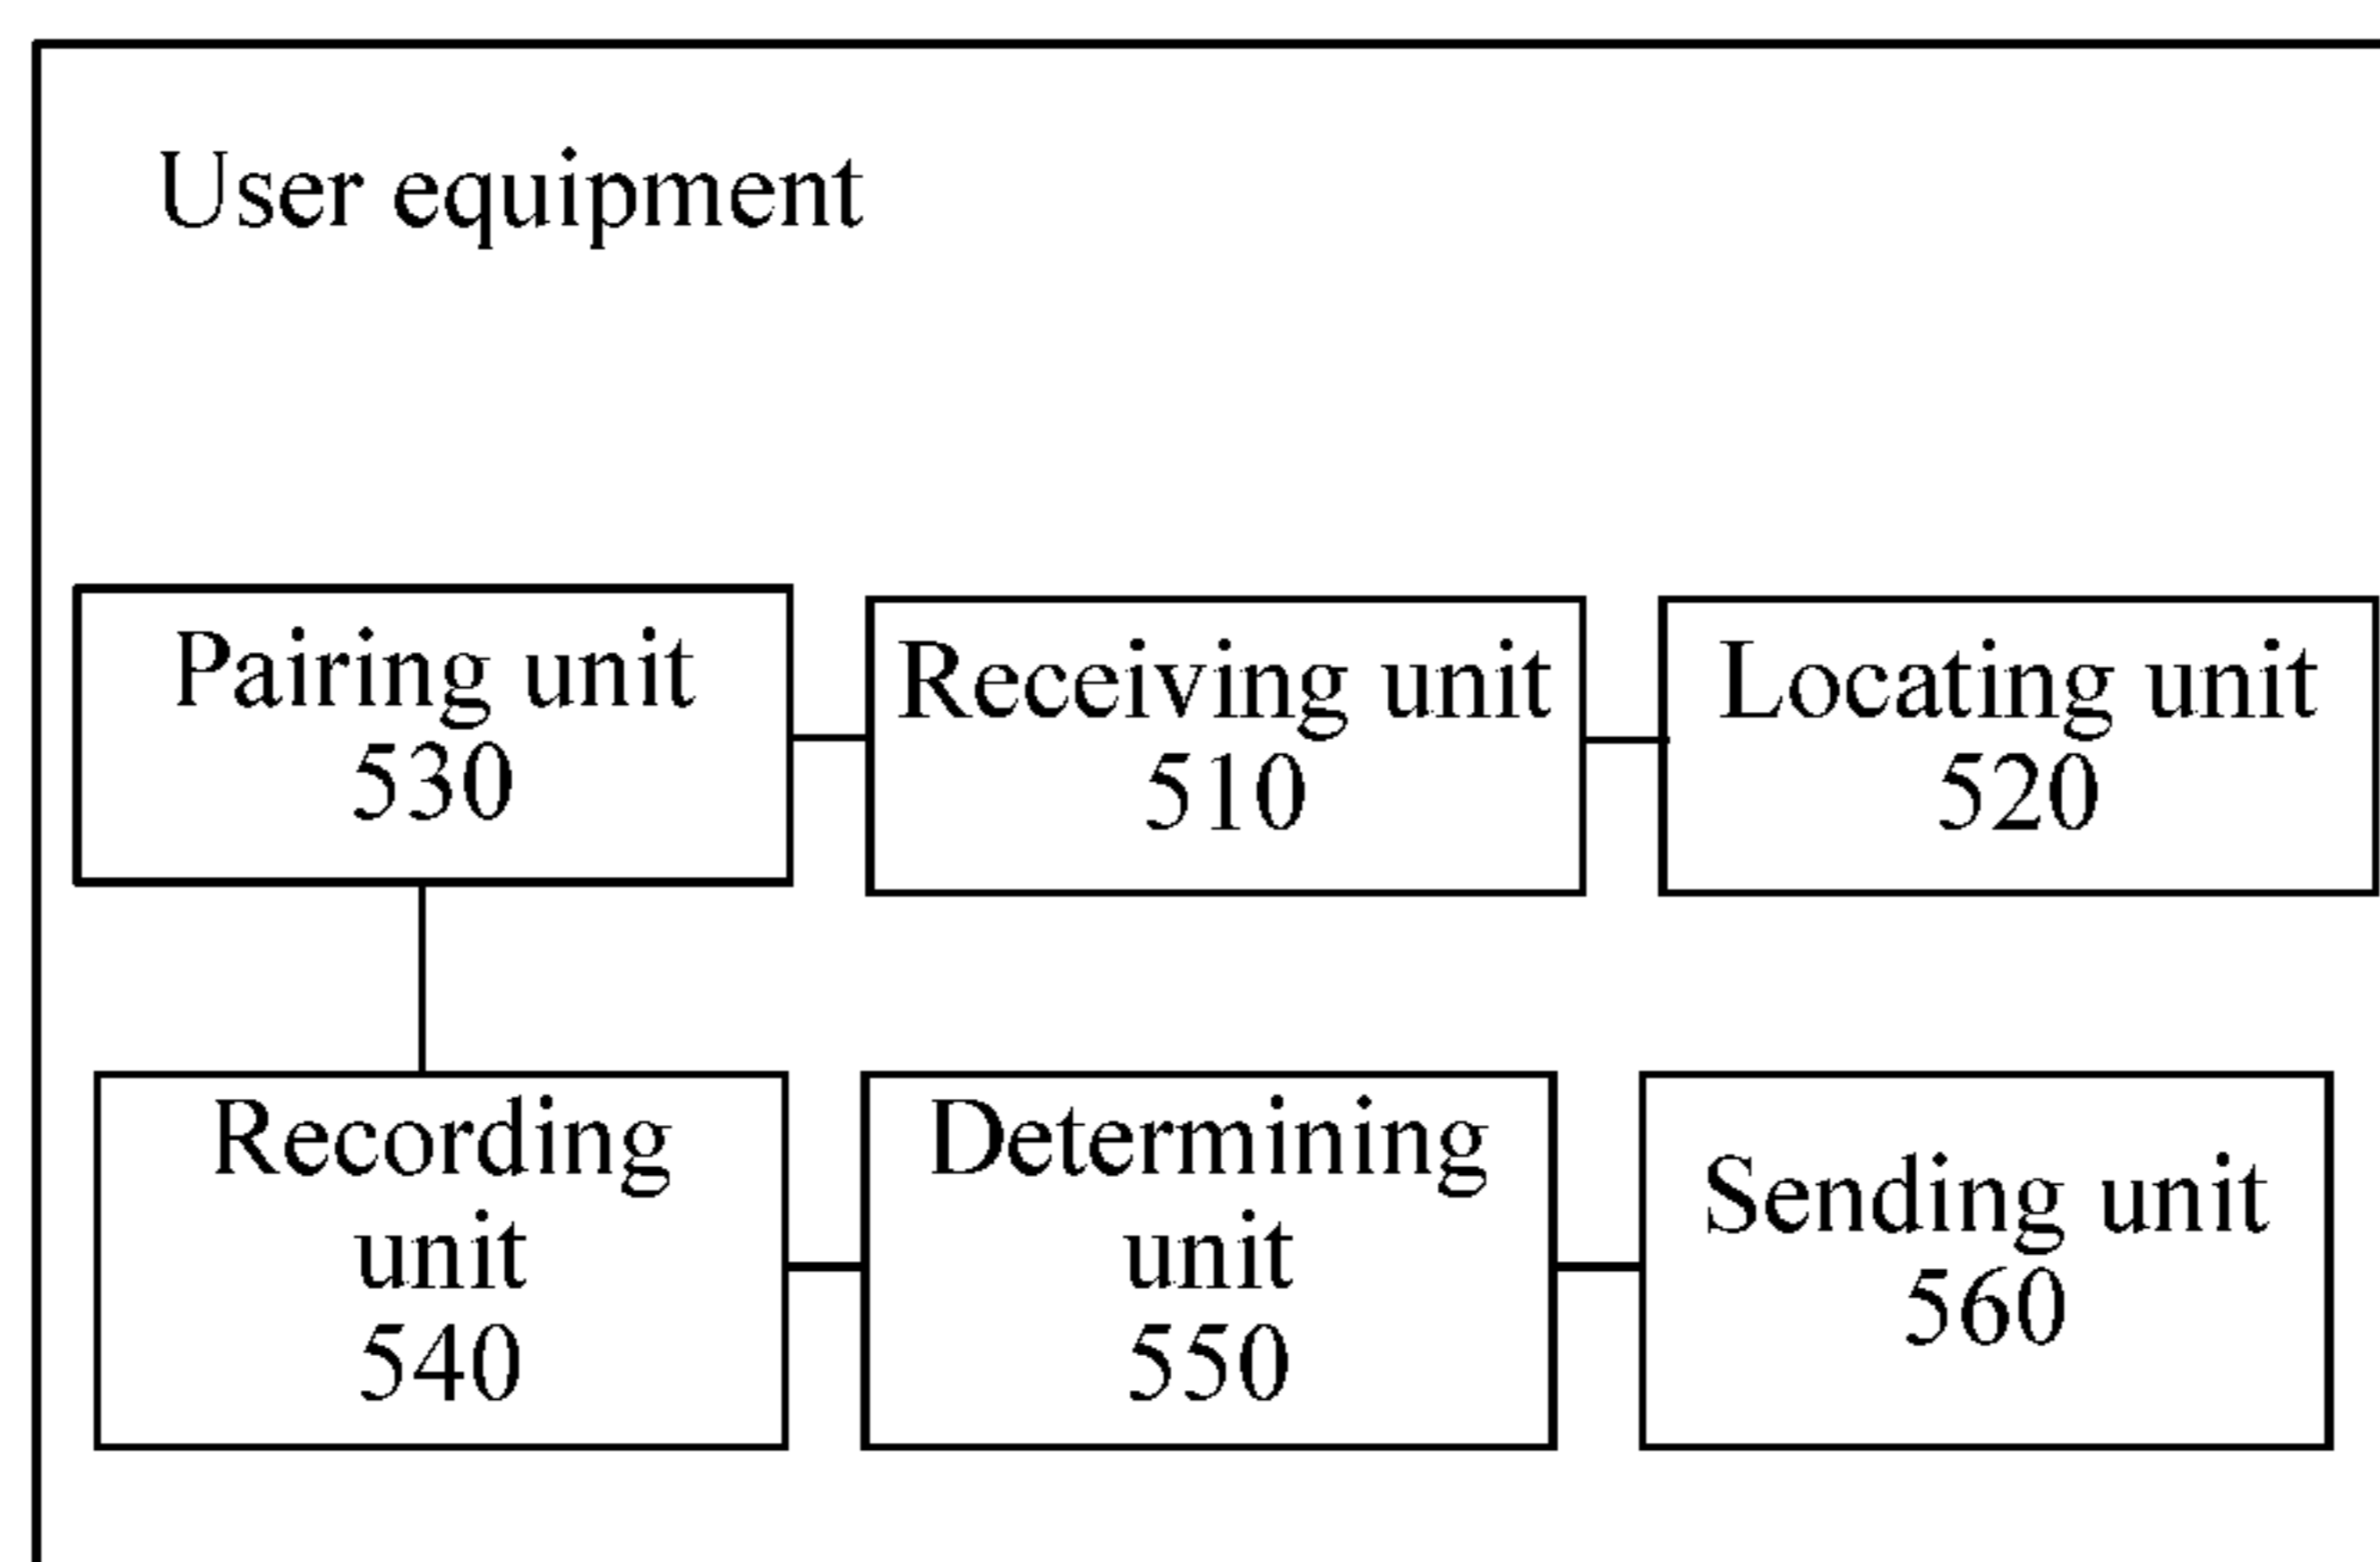 User equipment
Pairing unit
530
Receiving unit
510
Locating unit
520
Recording
unit
540
Determining
unit
550
Sending unit
560